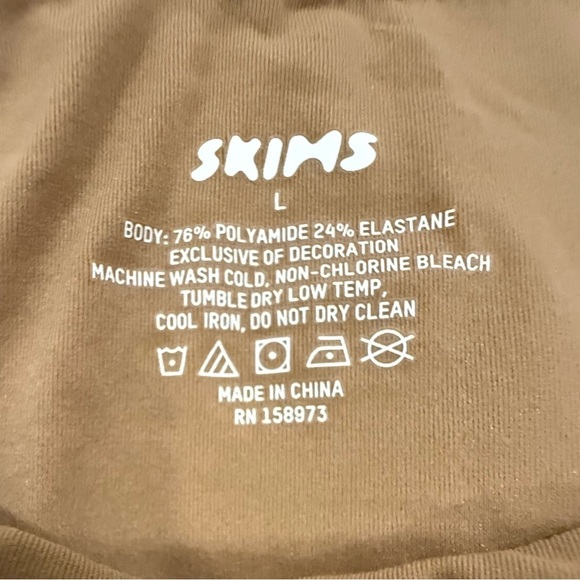 SKIMS
L
BODY: 76% POLYAMIDE 24% ELASTANE
EXCLUSIVE OF DECORATION
MACHINE WASH COLD, NON-CHLORINE BLEACH
TUMBLE DRY LOW TEMP,
COOL IRON, DO NOT DRY CLEAN
MADE IN CHINA
RN 158973